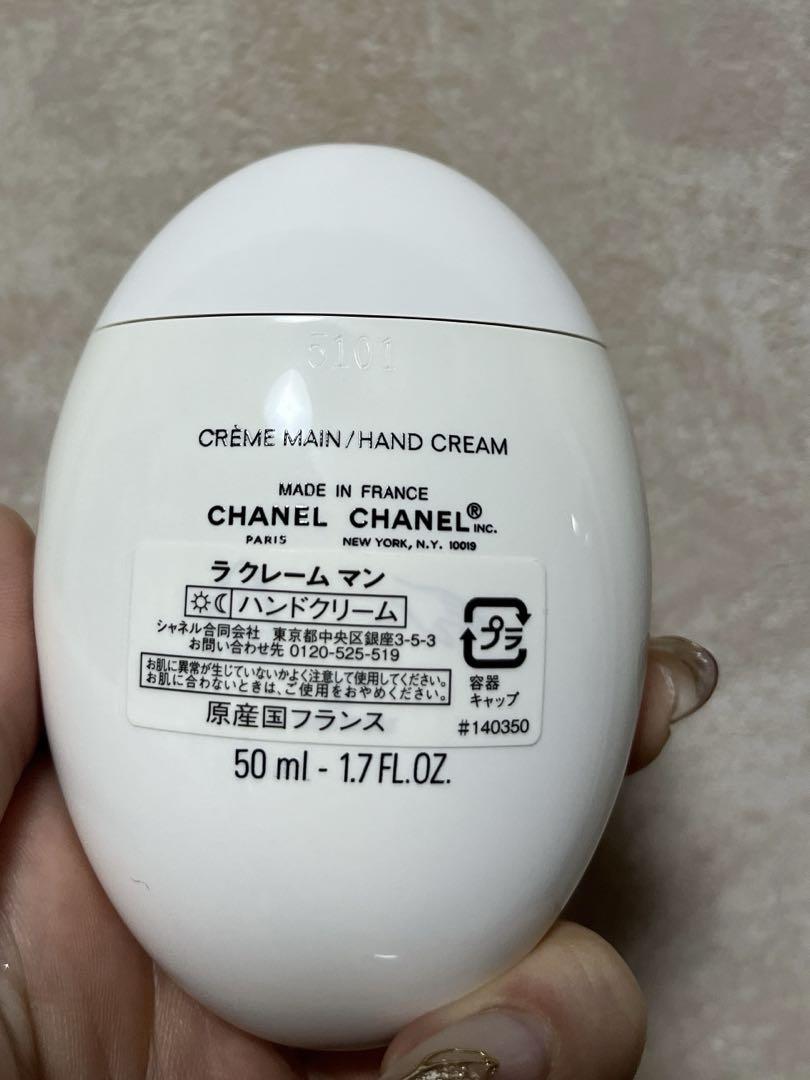 5101
CRÈME MAIN/HAND CREAM
MADE IN FRANCE
CHANEL CHANEL® INC.
PARIS NEW YORK, N.Y. 10019
ラ クレーム マン
ハンドクリーム
シャネル合同会社 東京都中央区銀座3-5-3
お問い合わせ先 0120-525-519
お肌に異常が生じていないかよく注意して使用してください。
お肌に合わないときは、ご使用をおやめください。
プラ
容器
キャップ
原産国フランス
#140350
50 ml - 1.7 FL.OZ.